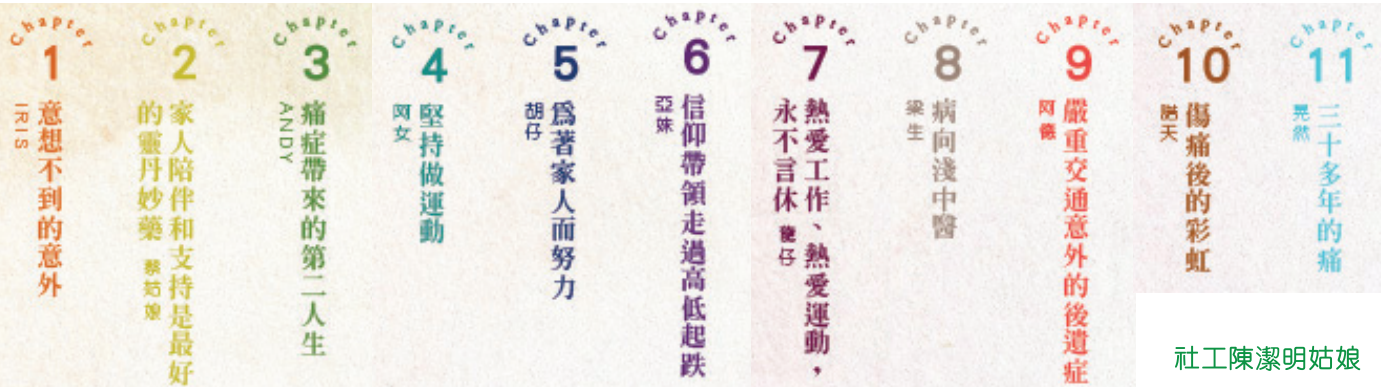 Chapter
1
意想不到的意外
IRIS
Chapter
2
家人陪伴和支持是最好
的靈丹妙藥 蔡姑娘
Chapter
3
痛症帶來的第二人生
ANDY
Chapter
4
堅持做運動
阿女
Chapter
5
爲著家人而努力
胡仔
Chapter
6
信仰帶領走過高低起跌
亞妹
Chapter
7
熱愛工作、熱愛運動，
永不言休 龍仔
Chapter
8
病向淺中醫
梁生
Chapter
9
嚴重交通意外的後遺症
阿儀
Chapter
10
傷痛後的彩虹
皓天
Chapter
11
三十多年的痛
晃然
社工陳潔明姑娘